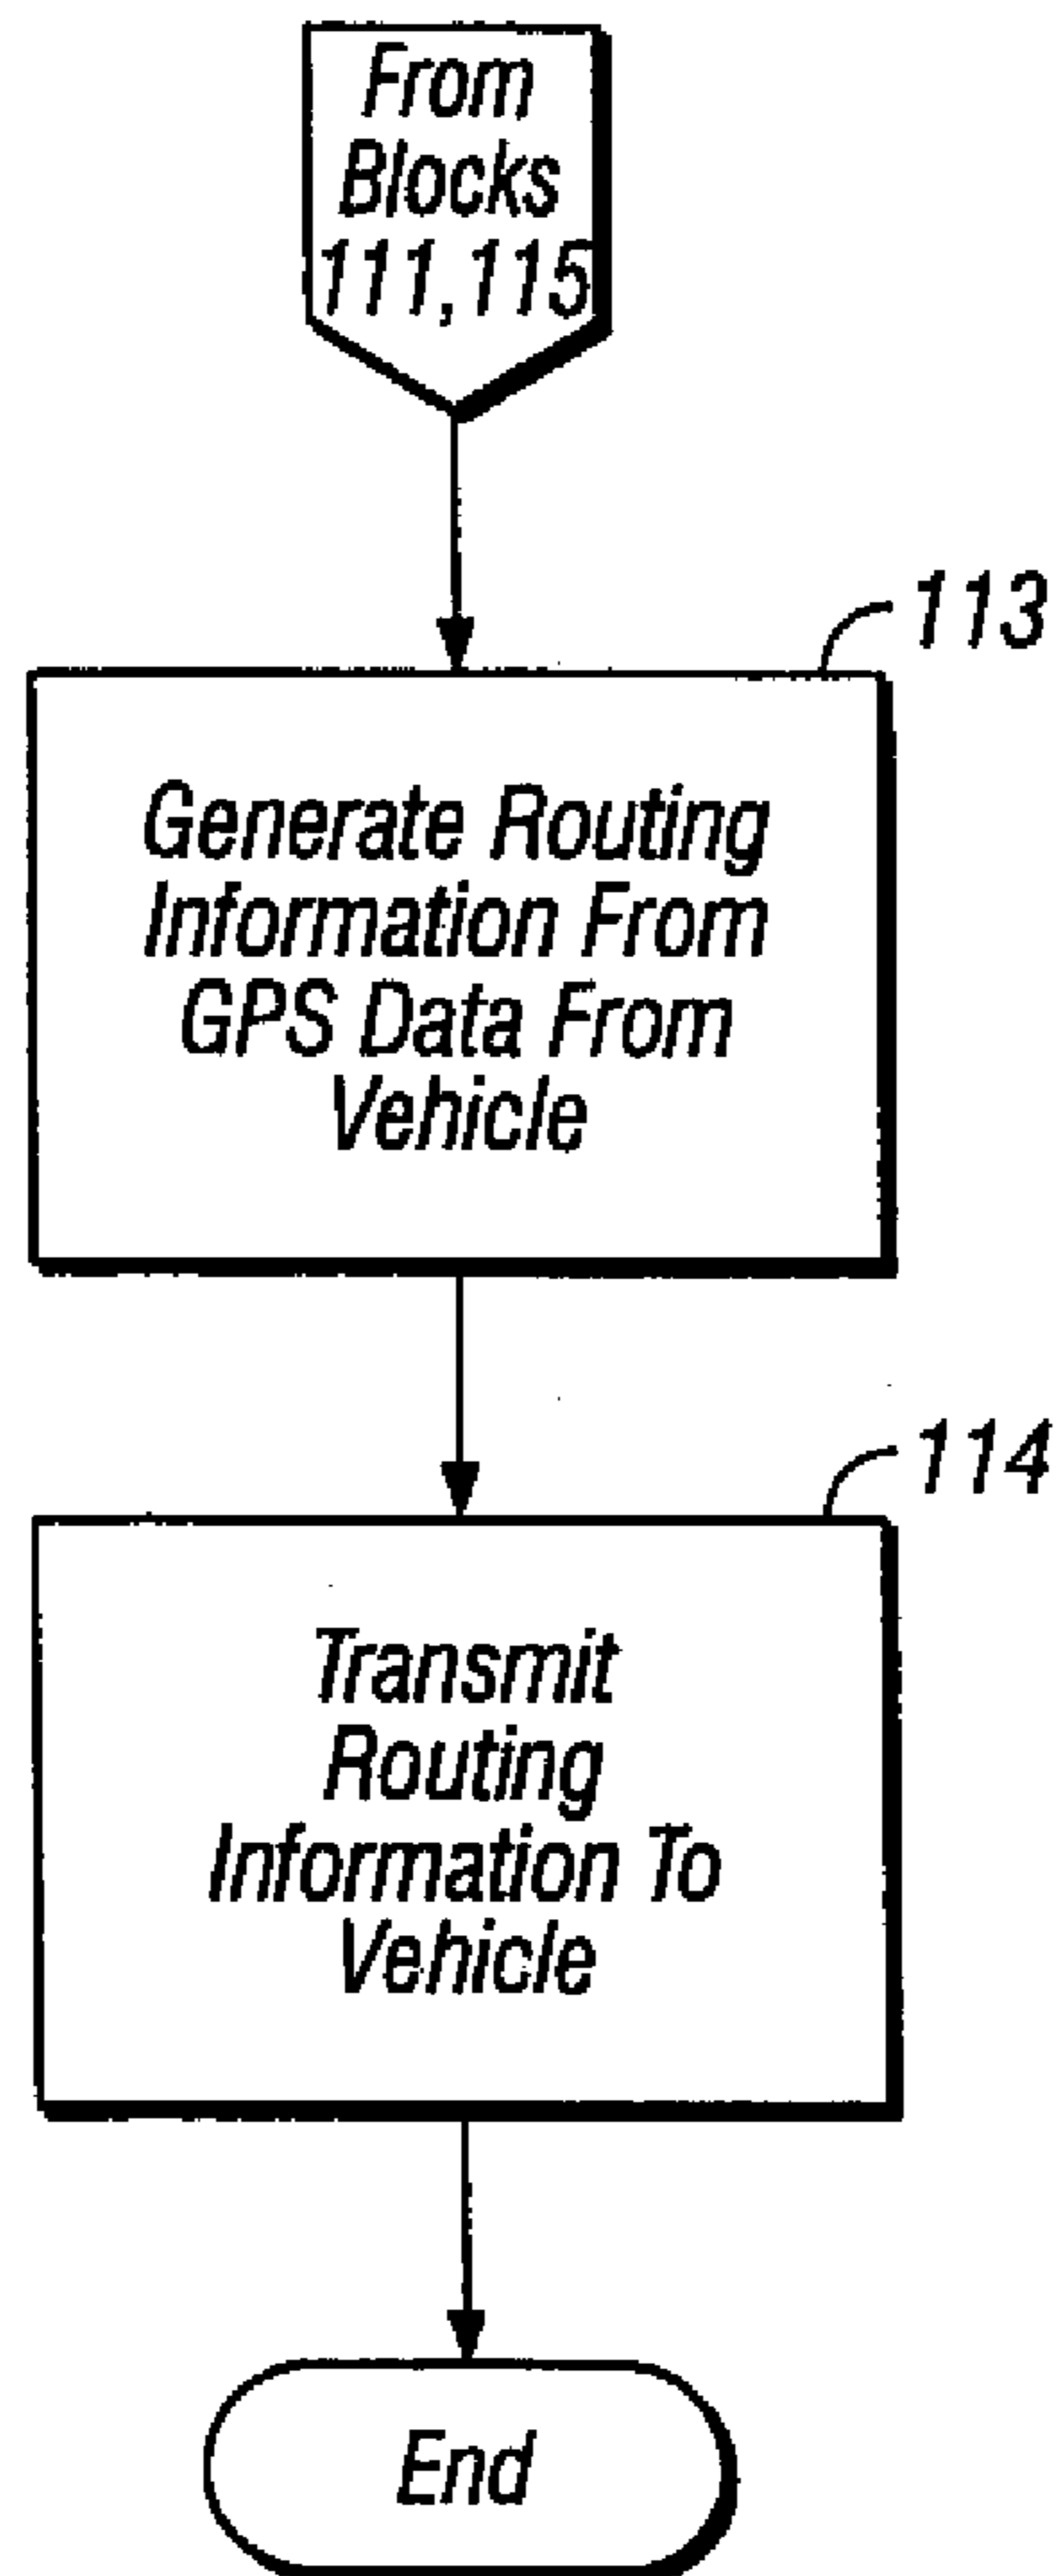 From
Blocks
111,115
113
Generate Routing
Information From
GPS Data From
Vehicle
114
Transmit
Routing
Information To
Vehicle
End